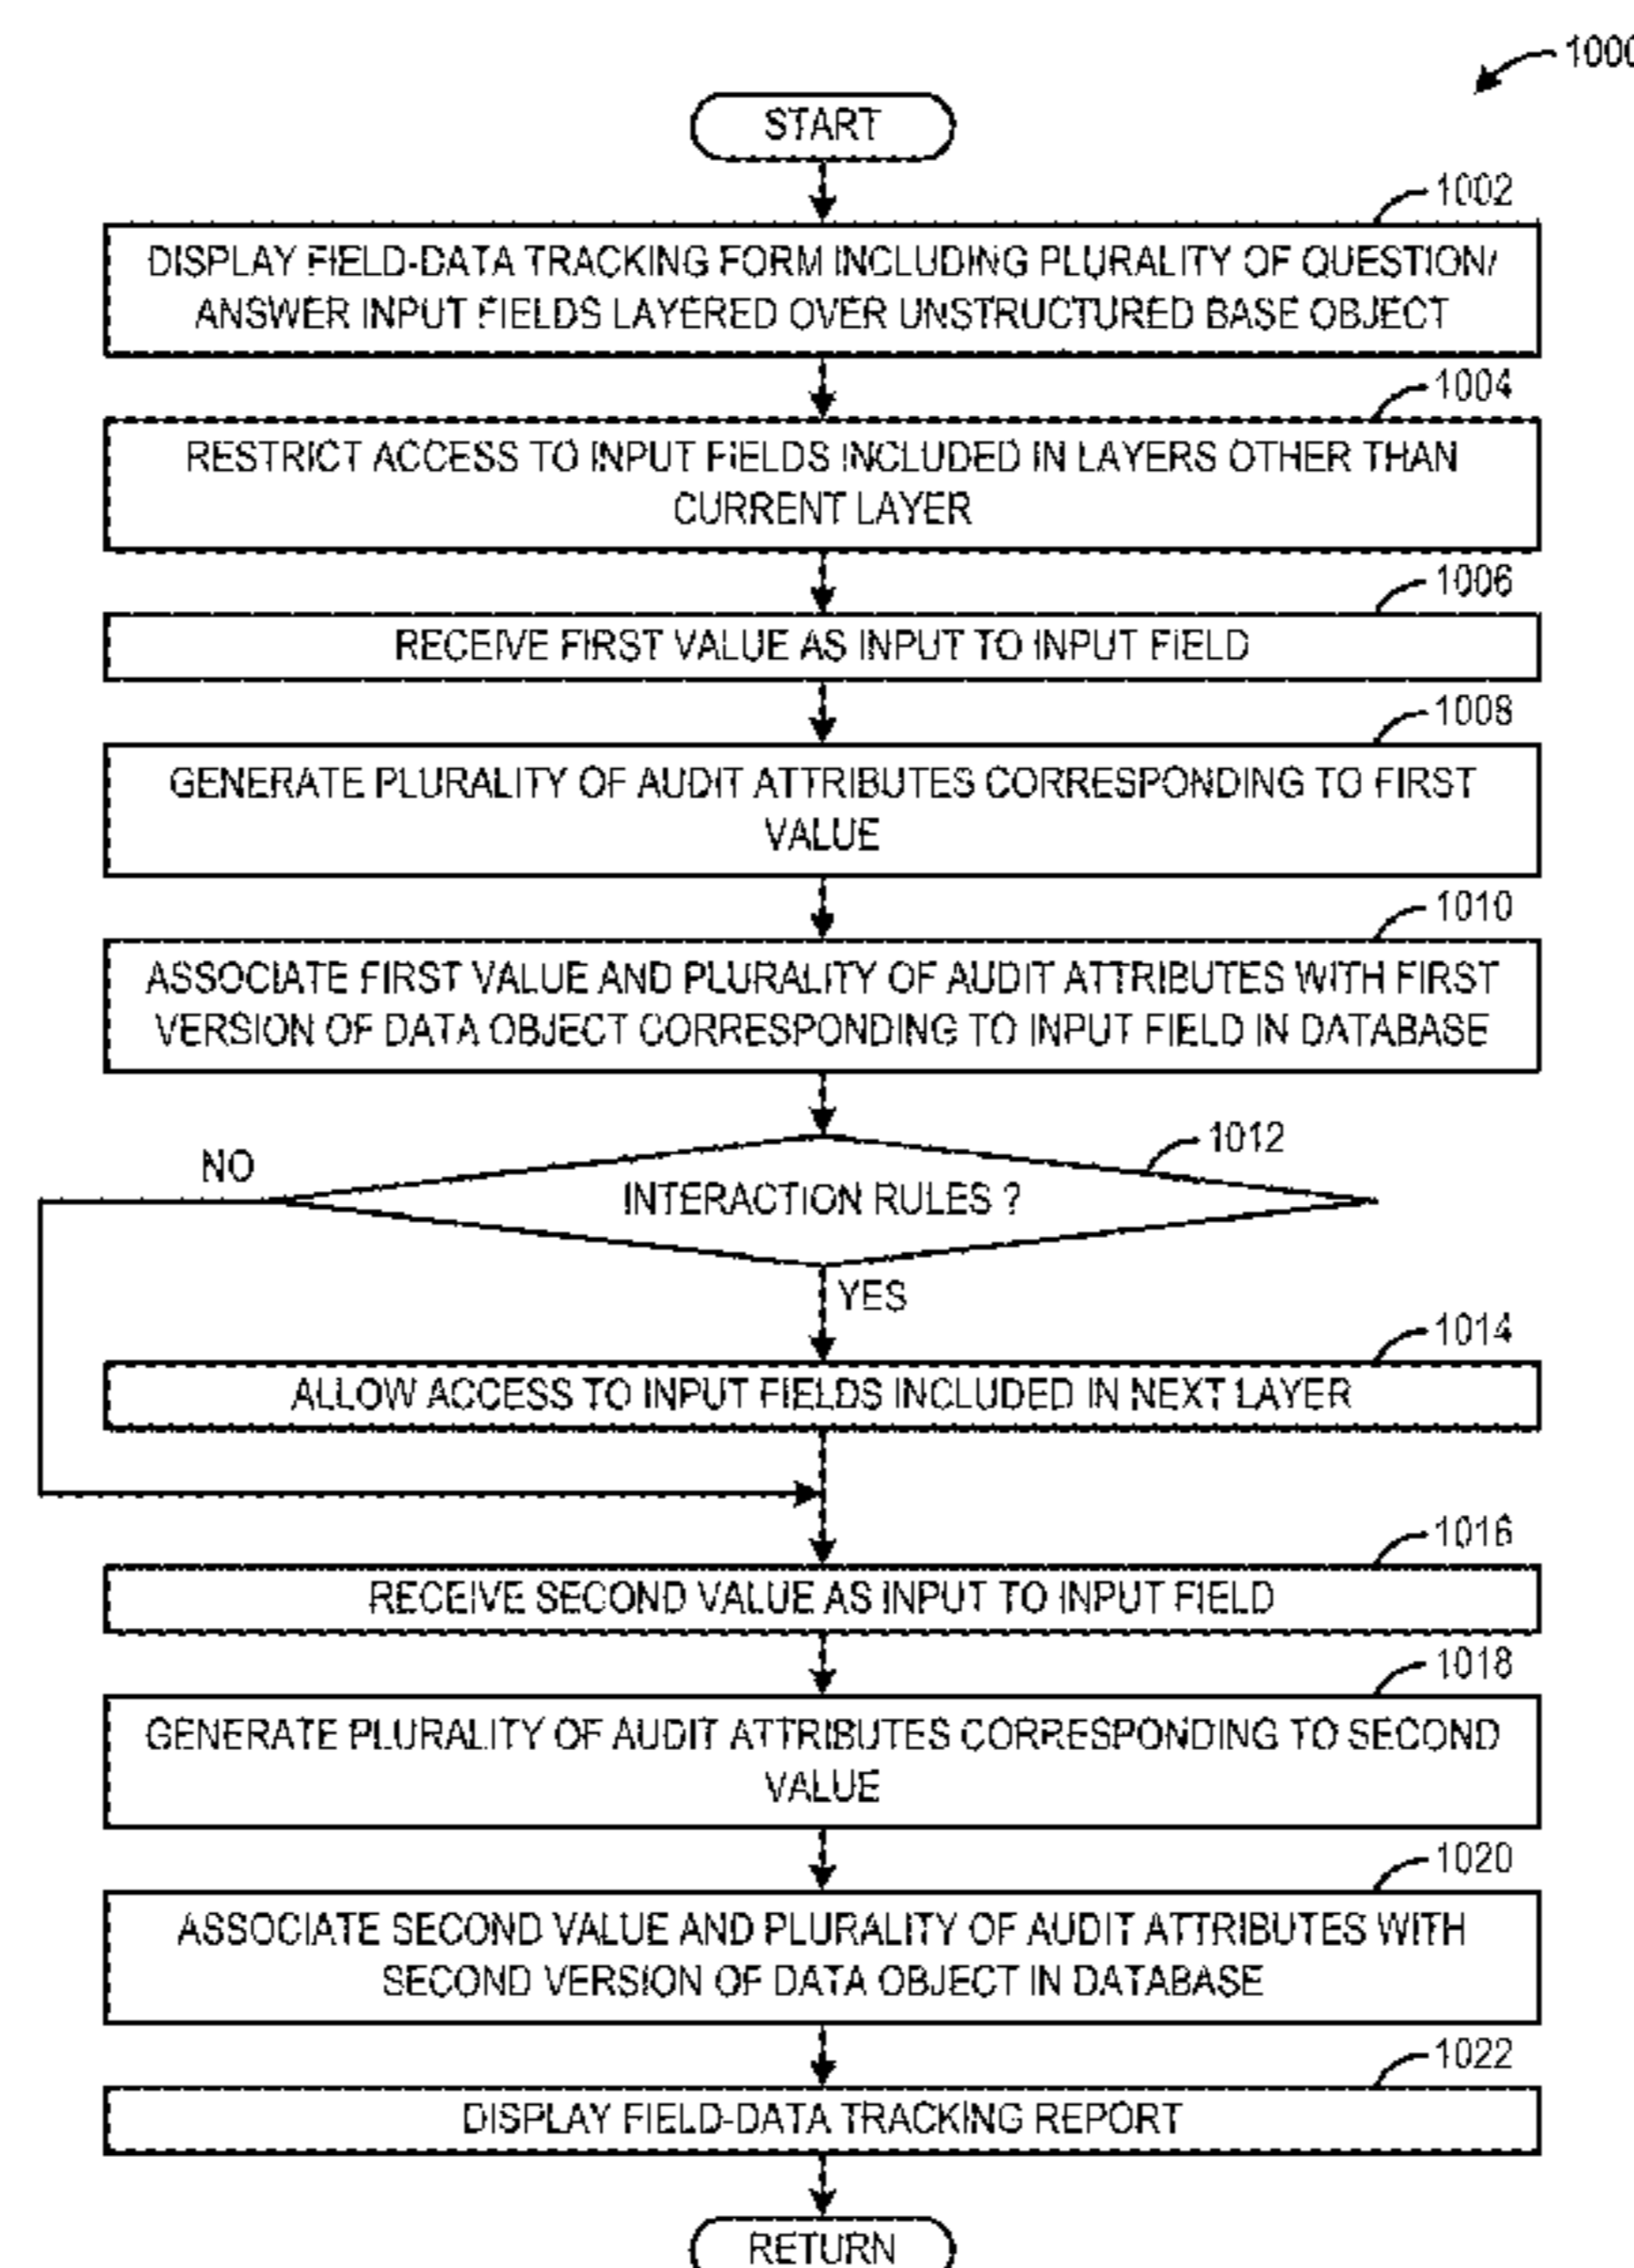 1000
START
1002
DISPLAY FIELD-DATA TRACKING FORM INCLUDING PLURALITY OF QUESTION/
ANSWER INPUT FIELDS LAYERED OVER UNSTRUCTURED BASE OBJECT
1004
RESTRICT ACCESS TO INPUT FIELDS INCLUDED IN LAYERS OTHER THAN
CURRENT LAYER
1006
RECEIVE FIRST VALUE AS INPUT TO INPUT FIELD
1008
GENERATE PLURALITY OF AUDIT ATTRIBUTES CORRESPONDING TO FIRST
VALUE
1010
ASSOCIATE FIRST VALUE AND PLURALITY OF AUDIT ATTRIBUTES WITH FIRST
VERSION OF DATA OBJECT CORRESPONDING TO INPUT FIELD IN DATABASE
1012
NO
INTERACTION RULES ?
YES
1014
ALLOW ACCESS TO INPUT FIELDS INCLUDED IN NEXT LAYER
1016
RECEIVE SECOND VALUE AS INPUT TO INPUT FIELD
1018
GENERATE PLURALITY OF AUDIT ATTRIBUTES CORRESPONDING TO SECOND
VALUE
1020
ASSOCIATE SECOND VALUE AND PLURALITY OF AUDIT ATTRIBUTES WITH
SECOND VERSION OF DATA OBJECT IN DATABASE
1022
DISPLAY FIELD-DATA TRACKING REPORT
RETURN